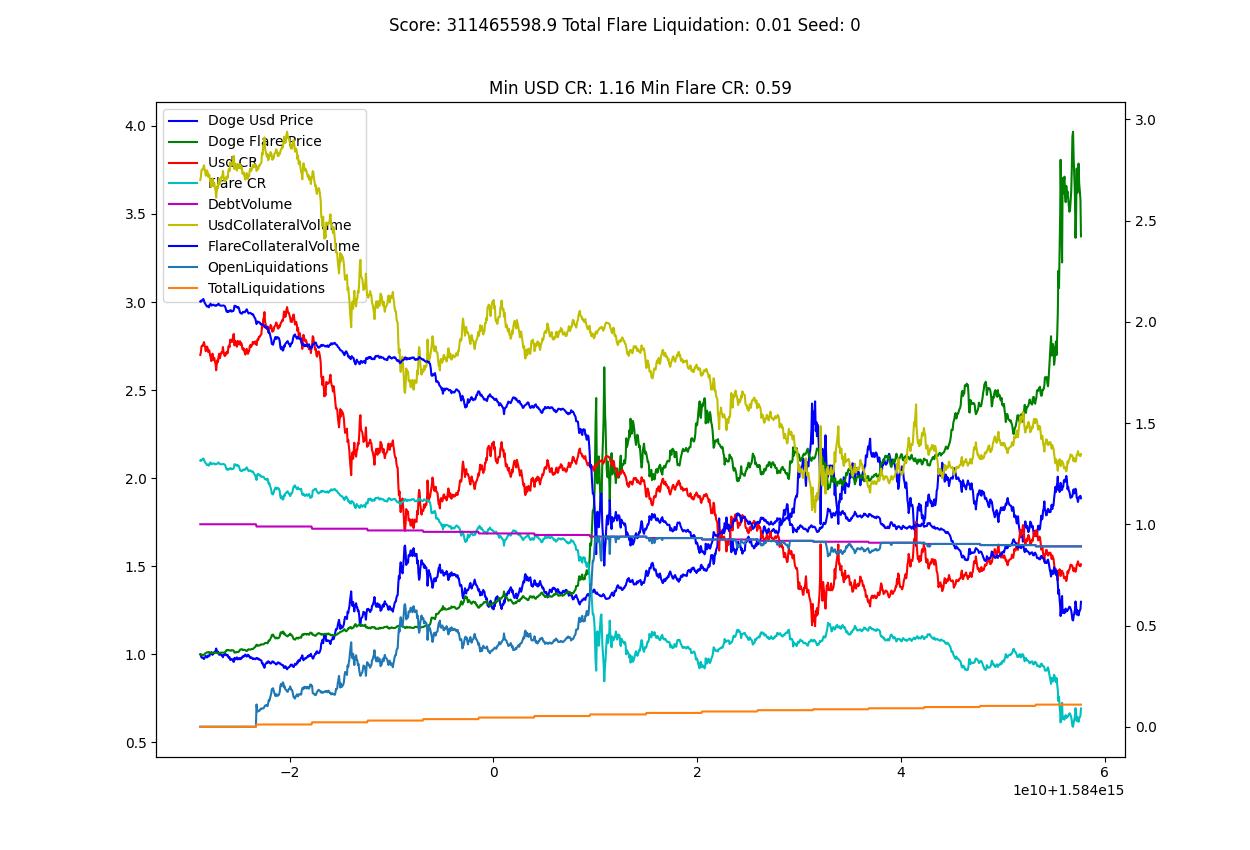 Score: 311465598.9 Total Flare Liquidation: 0.01 Seed: 0
Min USD CR: 1.16 Min Flare CR: 0.59
Doge Usd Price
Doge Flare Price
Usd CR
Flare CR
DebtVolume
UsdCollateralVolume
FlareCollateralVolume
OpenLiquidations
TotalLiquidations
4.0
3.5
3.0
2.5
2.0
1.5
1.0
0.5
3.0
2.5
2.0
1.5
1.0
0.5
0.0
−2 0 2 4 6
1e10+1.584e15